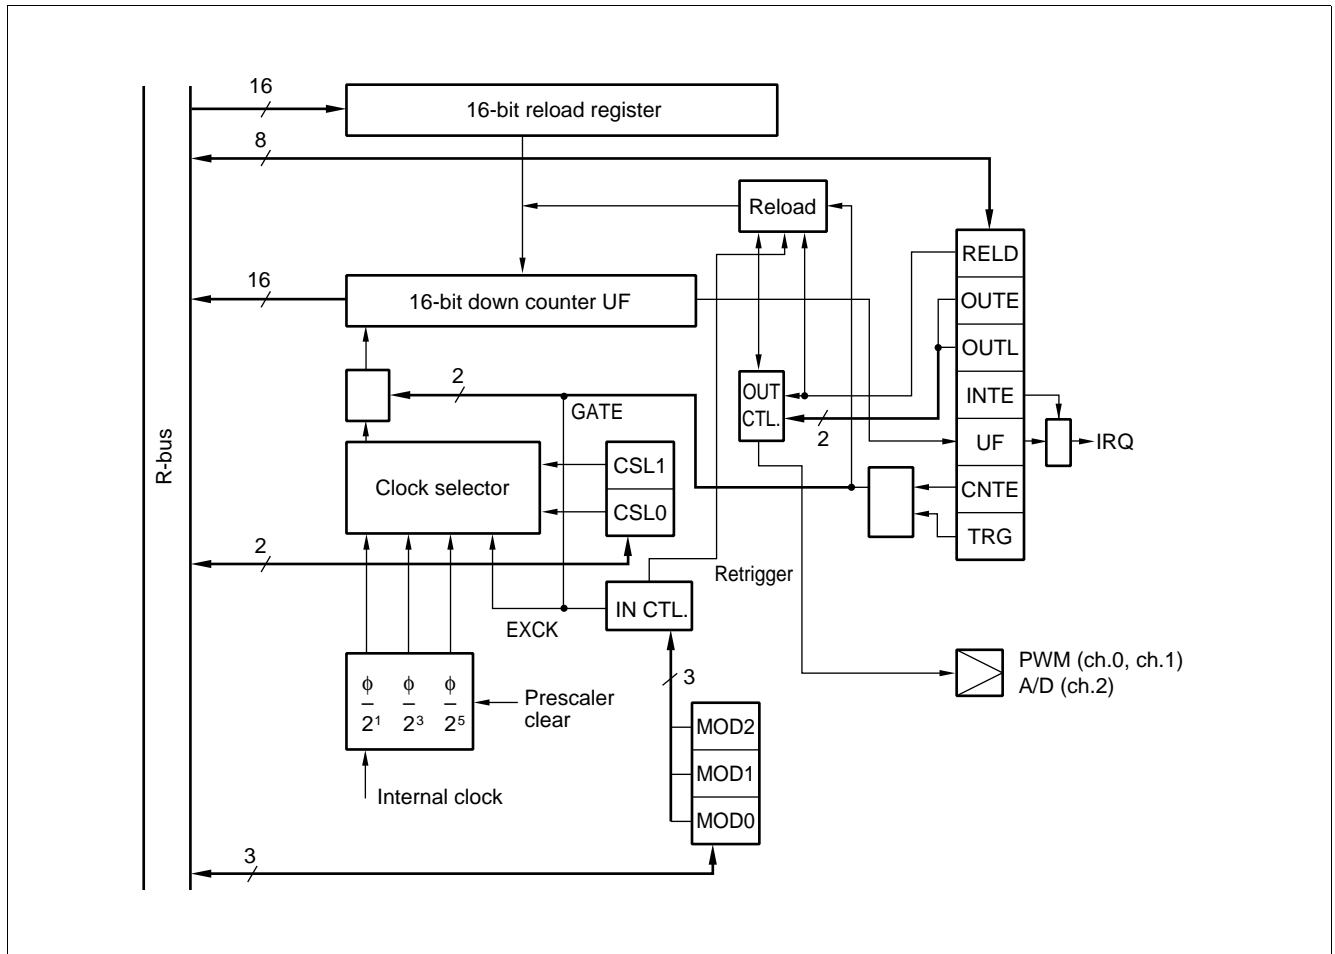 16
16-bit reload register
8
Reload
RELD
16
16-bit down counter UF
OUTE
OUTL
2
GATE
OUT
CTL.
2
INTE
UF
IRQ
R-bus
Clock selector
CSL1
CSL0
CNTE
TRG
2
Retrigger
EXCK
IN CTL.
3
PWM (ch.0, ch.1)
A/D (ch.2)
ϕ ϕ ϕ
2¹ 2³ 2⁵
Prescaler
clear
MOD2
MOD1
MOD0
Internal clock
3